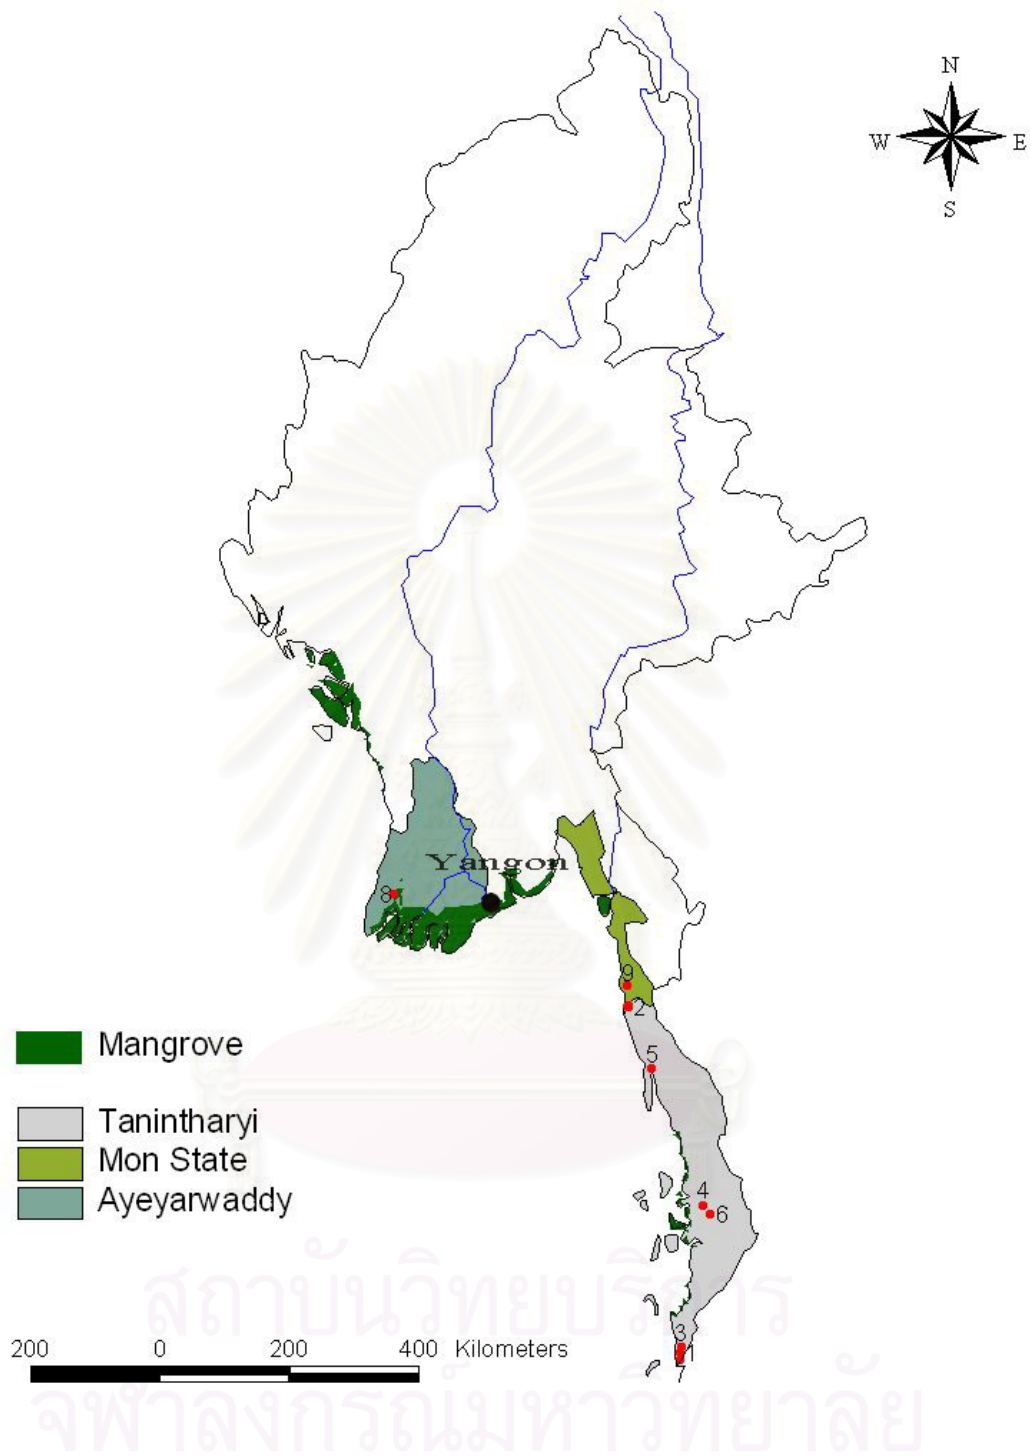 N
W E
S
Yangon
8
9
2
5
Mangrove
Tanintharyi
Mon State
Ayeyarwaddy
4
6
สถาบันวิทยบริการ
3
1
200 0 200 400 Kilometers
จุฬาลงกรณ์มหาวิทยาลัย